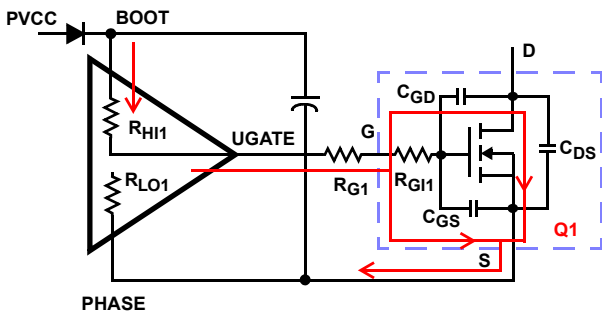 PVCC
BOOT
D
CGD
RHI1
UGATE
G
CDS
RLO1
RG1
RGI1
CGS
Q1
S
PHASE